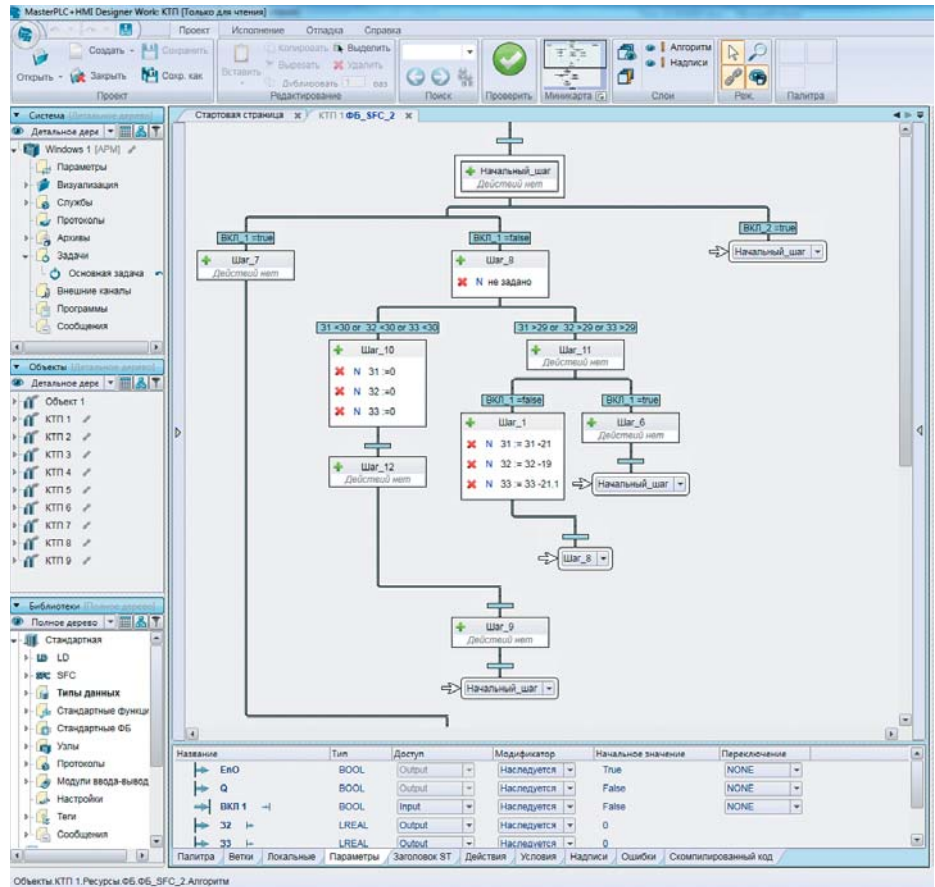 MasterPLC+HMI Designer Work: КТП [Только для чтения]
Проект Исполнение Отладка Справка
Открыть Создать Закрыть Сохранить Сохр. как
Проект
Вставить Копировать Вырезать Дублировать 1 раз Выделить Удалить
Редактирование
Поиск
Проверить
Миникарта
Алгоритм
Надписи
Слои
Реж.
Палитра
Система [Детальное дерево]
Детальное дере
Windows 1 [АРМ]
Параметры
Визуализация
Службы
Протоколы
Архивы
Задачи
Основная задача
Внешние каналы
Программы
Сообщения
Объекты [Детальное дерево]
Детальное дере
Объект 1
КТП 1
КТП 2
КТП 3
КТП 4
КТП 5
КТП 6
КТП 7
КТП 8
КТП 9
Библиотеки [Полное дерево]
Полное дерево
Стандартная
LD LD
SFC SFC
Типы данных
Стандартные функци
Стандартные ФБ
Узлы
Протоколы
Модули ввода-вывод
Настройки
Теги
Сообщения
Стартовая страница x КТП 1.ФБ_SFC_2 x
Начальный_шаг
Действий нет
ВКЛ_1 =true
ВКЛ_1 =false
ВКЛ_2 =true
Шаг_7
Действий нет
Шаг_8
N не задано
Начальный_шаг
31 <30 or 32 <30 or 33 <30
31 >29 or 32 >29 or 33 >29
Шаг_10
N 31 :=0
N 32 :=0
N 33 :=0
Шаг_11
Действий нет
ВКЛ_1 =false
ВКЛ_1 =true
Шаг_1
N 31 := 31 -21
N 32 := 32 -19
N 33 := 33 -21.1
Шаг_6
Действий нет
Начальный_шаг
Шаг_12
Действий нет
Шаг_8
Шаг_9
Действий нет
Начальный_шаг
Название Тип Доступ Модификатор Начальное значение Переключение
EnO BOOL Output Наследуется True NONE
Q BOOL Output Наследуется False NONE
ВКЛ 1 BOOL Input Наследуется False NONE
32 LREAL Output Наследуется 0
33 LREAL Output Наследуется 0
Палитра Ветки Локальные Параметры Заголовок ST Действия Условия Надписи Ошибки Скомпилированный код
Объекты.КТП 1.Ресурсы.ФБ.ФБ_SFC_2.Алгоритм